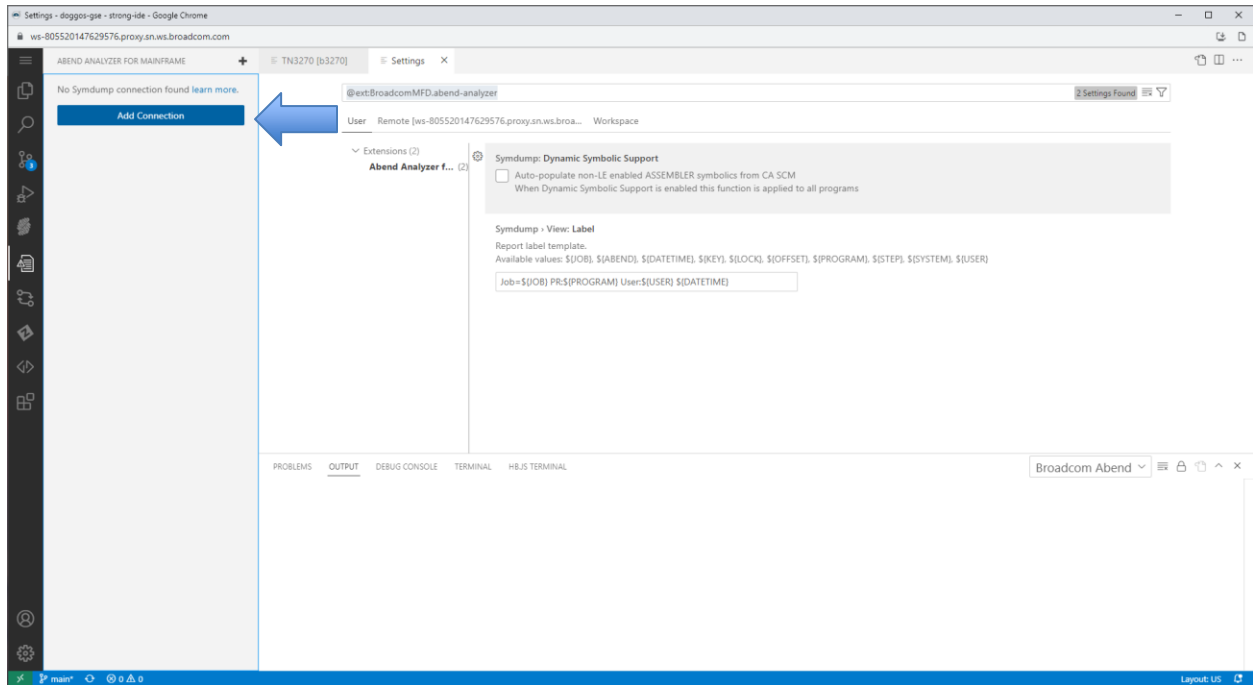 Settings - doggos-gse - strong-ide - Google Chrome
ws-805520147629576.proxy.sn.ws.broadcom.com
ABEND ANALYZER FOR MAINFRAME
TN3270 [b3270]
Settings
No Symdump connection found learn more.
Add Connection
@ext:BroadcomMFD.abend-analyzer
2 Settings Found
User Remote [ws-805520147629576.proxy.sn.ws.broa... Workspace
Extensions (2)
Abend Analyzer f... (2)
Symdump: Dynamic Symbolic Support
Auto-populate non-LE enabled ASSEMBLER symbolics from CA SCM
When Dynamic Symbolic Support is enabled this function is applied to all programs
Symdump › View: Label
Report label template.
Available values: ${JOB}, ${ABEND}, ${DATETIME}, ${KEY}, ${LOCK}, ${OFFSET}, ${PROGRAM}, ${STEP}, ${SYSTEM}, ${USER}
Job=${JOB} PR:${PROGRAM} User:${USER} ${DATETIME}
PROBLEMS OUTPUT DEBUG CONSOLE TERMINAL HBJS TERMINAL
Broadcom Abend
3
main* 0 0
Layout: US